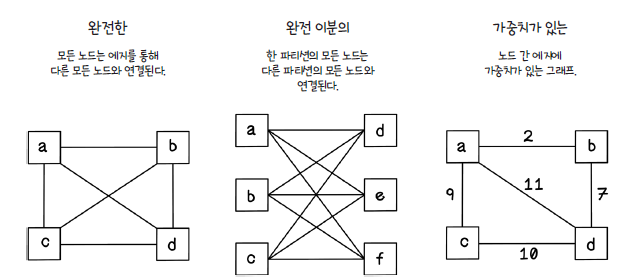 완전한
모든 노드는 에지를 통해
다른 모든 노드와 연결된다.
a
b
c
d
완전 이분의
한 파티션의 모든 노드는
다른 파티션의 모든 노드와
연결된다.
a
d
b
e
c
f
가중치가 있는
노드 간 에지에
가중치가 있는 그래프.
a
2
b
9
11
7
c
10
d